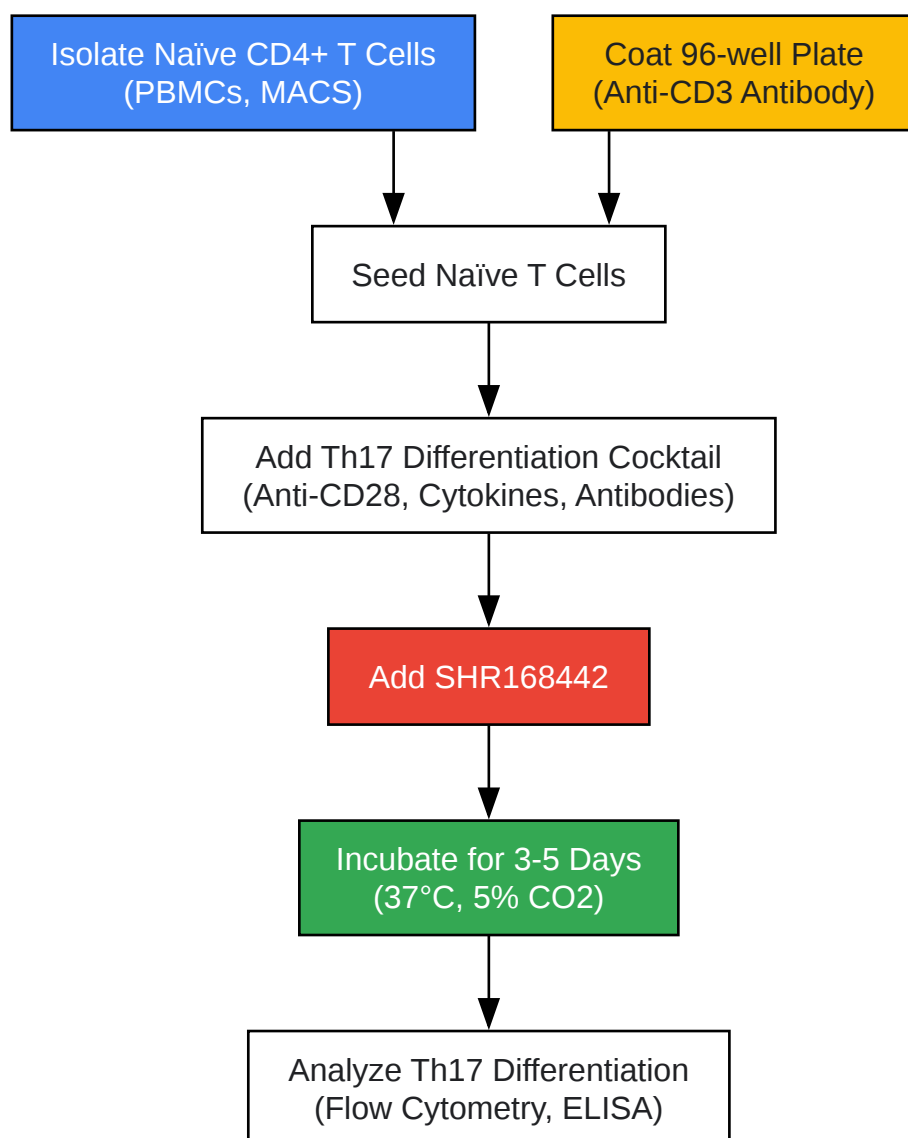 Isolate Naïve CD4+ T Cells
(PBMCs, MACS)
Coat 96-well Plate
(Anti-CD3 Antibody)
Seed Naïve T Cells
Add Th17 Differentiation Cocktail
(Anti-CD28, Cytokines, Antibodies)
Add SHR168442
Incubate for 3-5 Days
(37°C, 5% CO2)
Analyze Th17 Differentiation
(Flow Cytometry, ELISA)